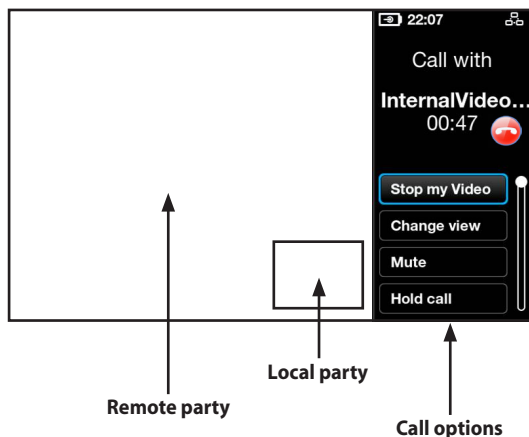 22:07
Call with
InternalVideo...
00:47
Stop my Video
Change view
Mute
Hold call
Local party
Remote party
Call options